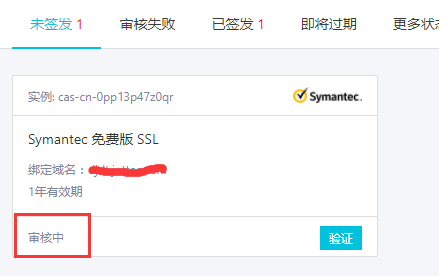 未签发 1 审核失败 已签发 1 即将过期 更多状态
实例: cas-cn-0pp13p47z0qr Symantec.
Symantec 免费版 SSL
绑定域名：
1年有效期
审核中 验证